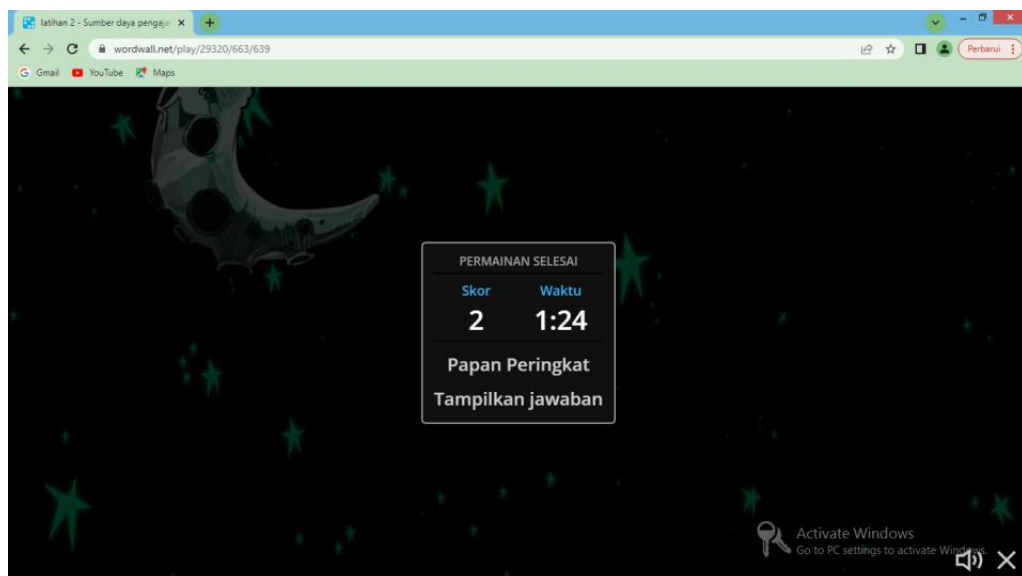 latihan 2 - Sumber daya pengaja
wordwall.net/play/29320/663/639
Perbarui
Gmail YouTube Maps
PERMAINAN SELESAI
Skor Waktu
2 1:24
Papan Peringkat
Tampilkan jawaban
Activate Windows
Go to PC settings to activate Windows.